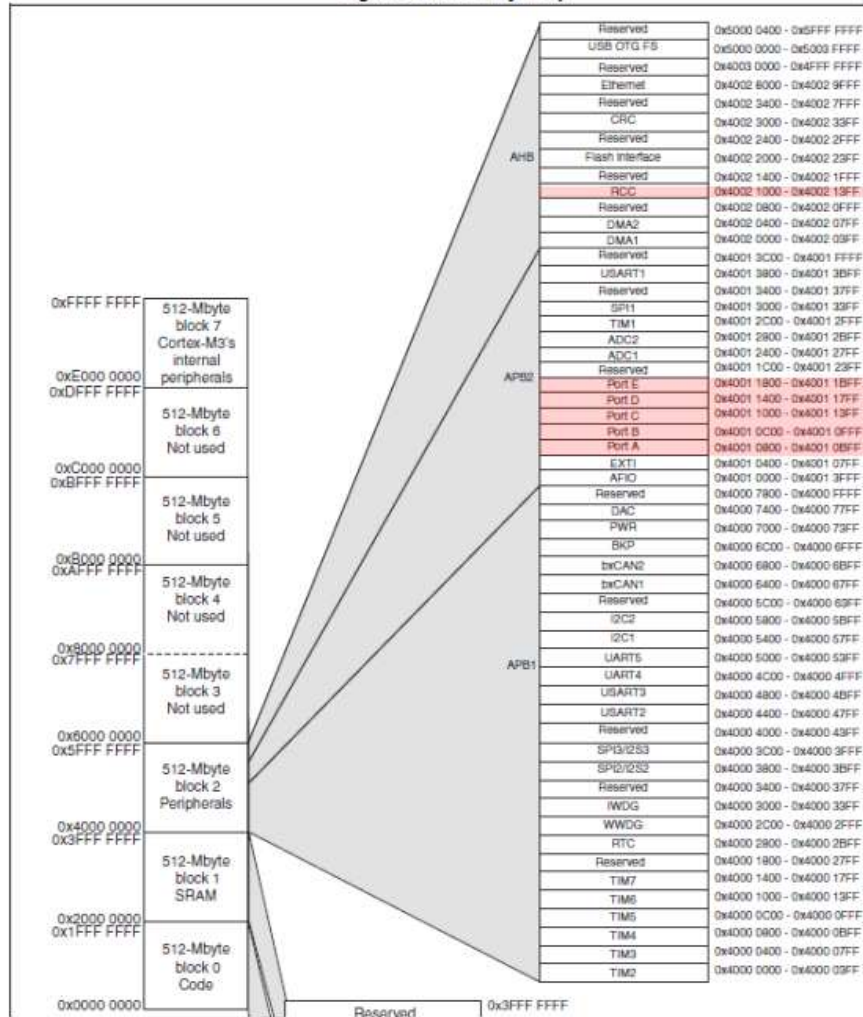 Reserved 0x5000 0400 - 0x5FFF FFFF
USB OTG FS 0x5000 0000 - 0x5003 FFFF
Reserved 0x4003 0000 - 0x4FFF FFFF
Ethernet 0x4002 8000 - 0x4002 9FFF
Reserved 0x4002 3400 - 0x4002 7FFF
CRC 0x4002 3000 - 0x4002 33FF
Reserved 0x4002 2400 - 0x4002 2FFF
AHB Flash Interface 0x4002 2000 - 0x4002 23FF
Reserved 0x4002 1400 - 0x4002 1FFF
RCC 0x4002 1000 - 0x4002 13FF
Reserved 0x4002 0800 - 0x4002 0FFF
DMA2 0x4002 0400 - 0x4002 07FF
DMA1 0x4002 0000 - 0x4002 03FF
Reserved 0x4001 3C00 - 0x4001 FFFF
USART1 0x4001 3800 - 0x4001 3BFF
Reserved 0x4001 3400 - 0x4001 37FF
SPI1 0x4001 3000 - 0x4001 33FF
TIM1 0x4001 2C00 - 0x4001 2FFF
ADC2 0x4001 2800 - 0x4001 2BFF
ADC1 0x4001 2400 - 0x4001 27FF
Reserved 0x4001 1C00 - 0x4001 23FF
APB2 Port E 0x4001 1800 - 0x4001 1BFF
Port D 0x4001 1400 - 0x4001 17FF
Port C 0x4001 1000 - 0x4001 13FF
Port B 0x4001 0C00 - 0x4001 0FFF
Port A 0x4001 0800 - 0x4001 0BFF
EXTI 0x4001 0400 - 0x4001 07FF
AFIO 0x4001 0000 - 0x4001 3FFF
Reserved 0x4000 7800 - 0x4000 FFFF
DAC 0x4000 7400 - 0x4000 77FF
PWR 0x4000 7000 - 0x4000 73FF
BKP 0x4000 6C00 - 0x4000 6FFF
bxCAN2 0x4000 6800 - 0x4000 6BFF
bxCAN1 0x4000 6400 - 0x4000 67FF
Reserved 0x4000 5C00 - 0x4000 63FF
I2C2 0x4000 5800 - 0x4000 5BFF
I2C1 0x4000 5400 - 0x4000 57FF
APB1 UART5 0x4000 5000 - 0x4000 53FF
UART4 0x4000 4C00 - 0x4000 4FFF
USART3 0x4000 4800 - 0x4000 4BFF
USART2 0x4000 4400 - 0x4000 47FF
Reserved 0x4000 4000 - 0x4000 43FF
SPI3/I2S3 0x4000 3C00 - 0x4000 3FFF
SPI2/I2S2 0x4000 3800 - 0x4000 3BFF
Reserved 0x4000 3400 - 0x4000 37FF
IWDG 0x4000 3000 - 0x4000 33FF
WWDG 0x4000 2C00 - 0x4000 2FFF
RTC 0x4000 2800 - 0x4000 2BFF
Reserved 0x4000 1800 - 0x4000 27FF
TIM7 0x4000 1400 - 0x4000 17FF
TIM6 0x4000 1000 - 0x4000 13FF
TIM5 0x4000 0C00 - 0x4000 0FFF
TIM4 0x4000 0800 - 0x4000 0BFF
TIM3 0x4000 0400 - 0x4000 07FF
TIM2 0x4000 0000 - 0x4000 03FF
0xFFFF FFFF
512-Mbyte
block 7
Cortex-M3's
internal
peripherals
0xE000 0000
0xDFFF FFFF
512-Mbyte
block 6
Not used
0xC000 0000
0xBFFF FFFF
512-Mbyte
block 5
Not used
0xB000 0000
0xAFFF FFFF
512-Mbyte
block 4
Not used
0x8000 0000
0x7FFF FFFF
512-Mbyte
block 3
Not used
0x6000 0000
0x5FFF FFFF
512-Mbyte
block 2
Peripherals
0x4000 0000
0x3FFF FFFF
512-Mbyte
block 1
SRAM
0x2000 0000
0x1FFF FFFF
512-Mbyte
block 0
Code
0x0000 0000
Reserved 0x3FFF FFFF